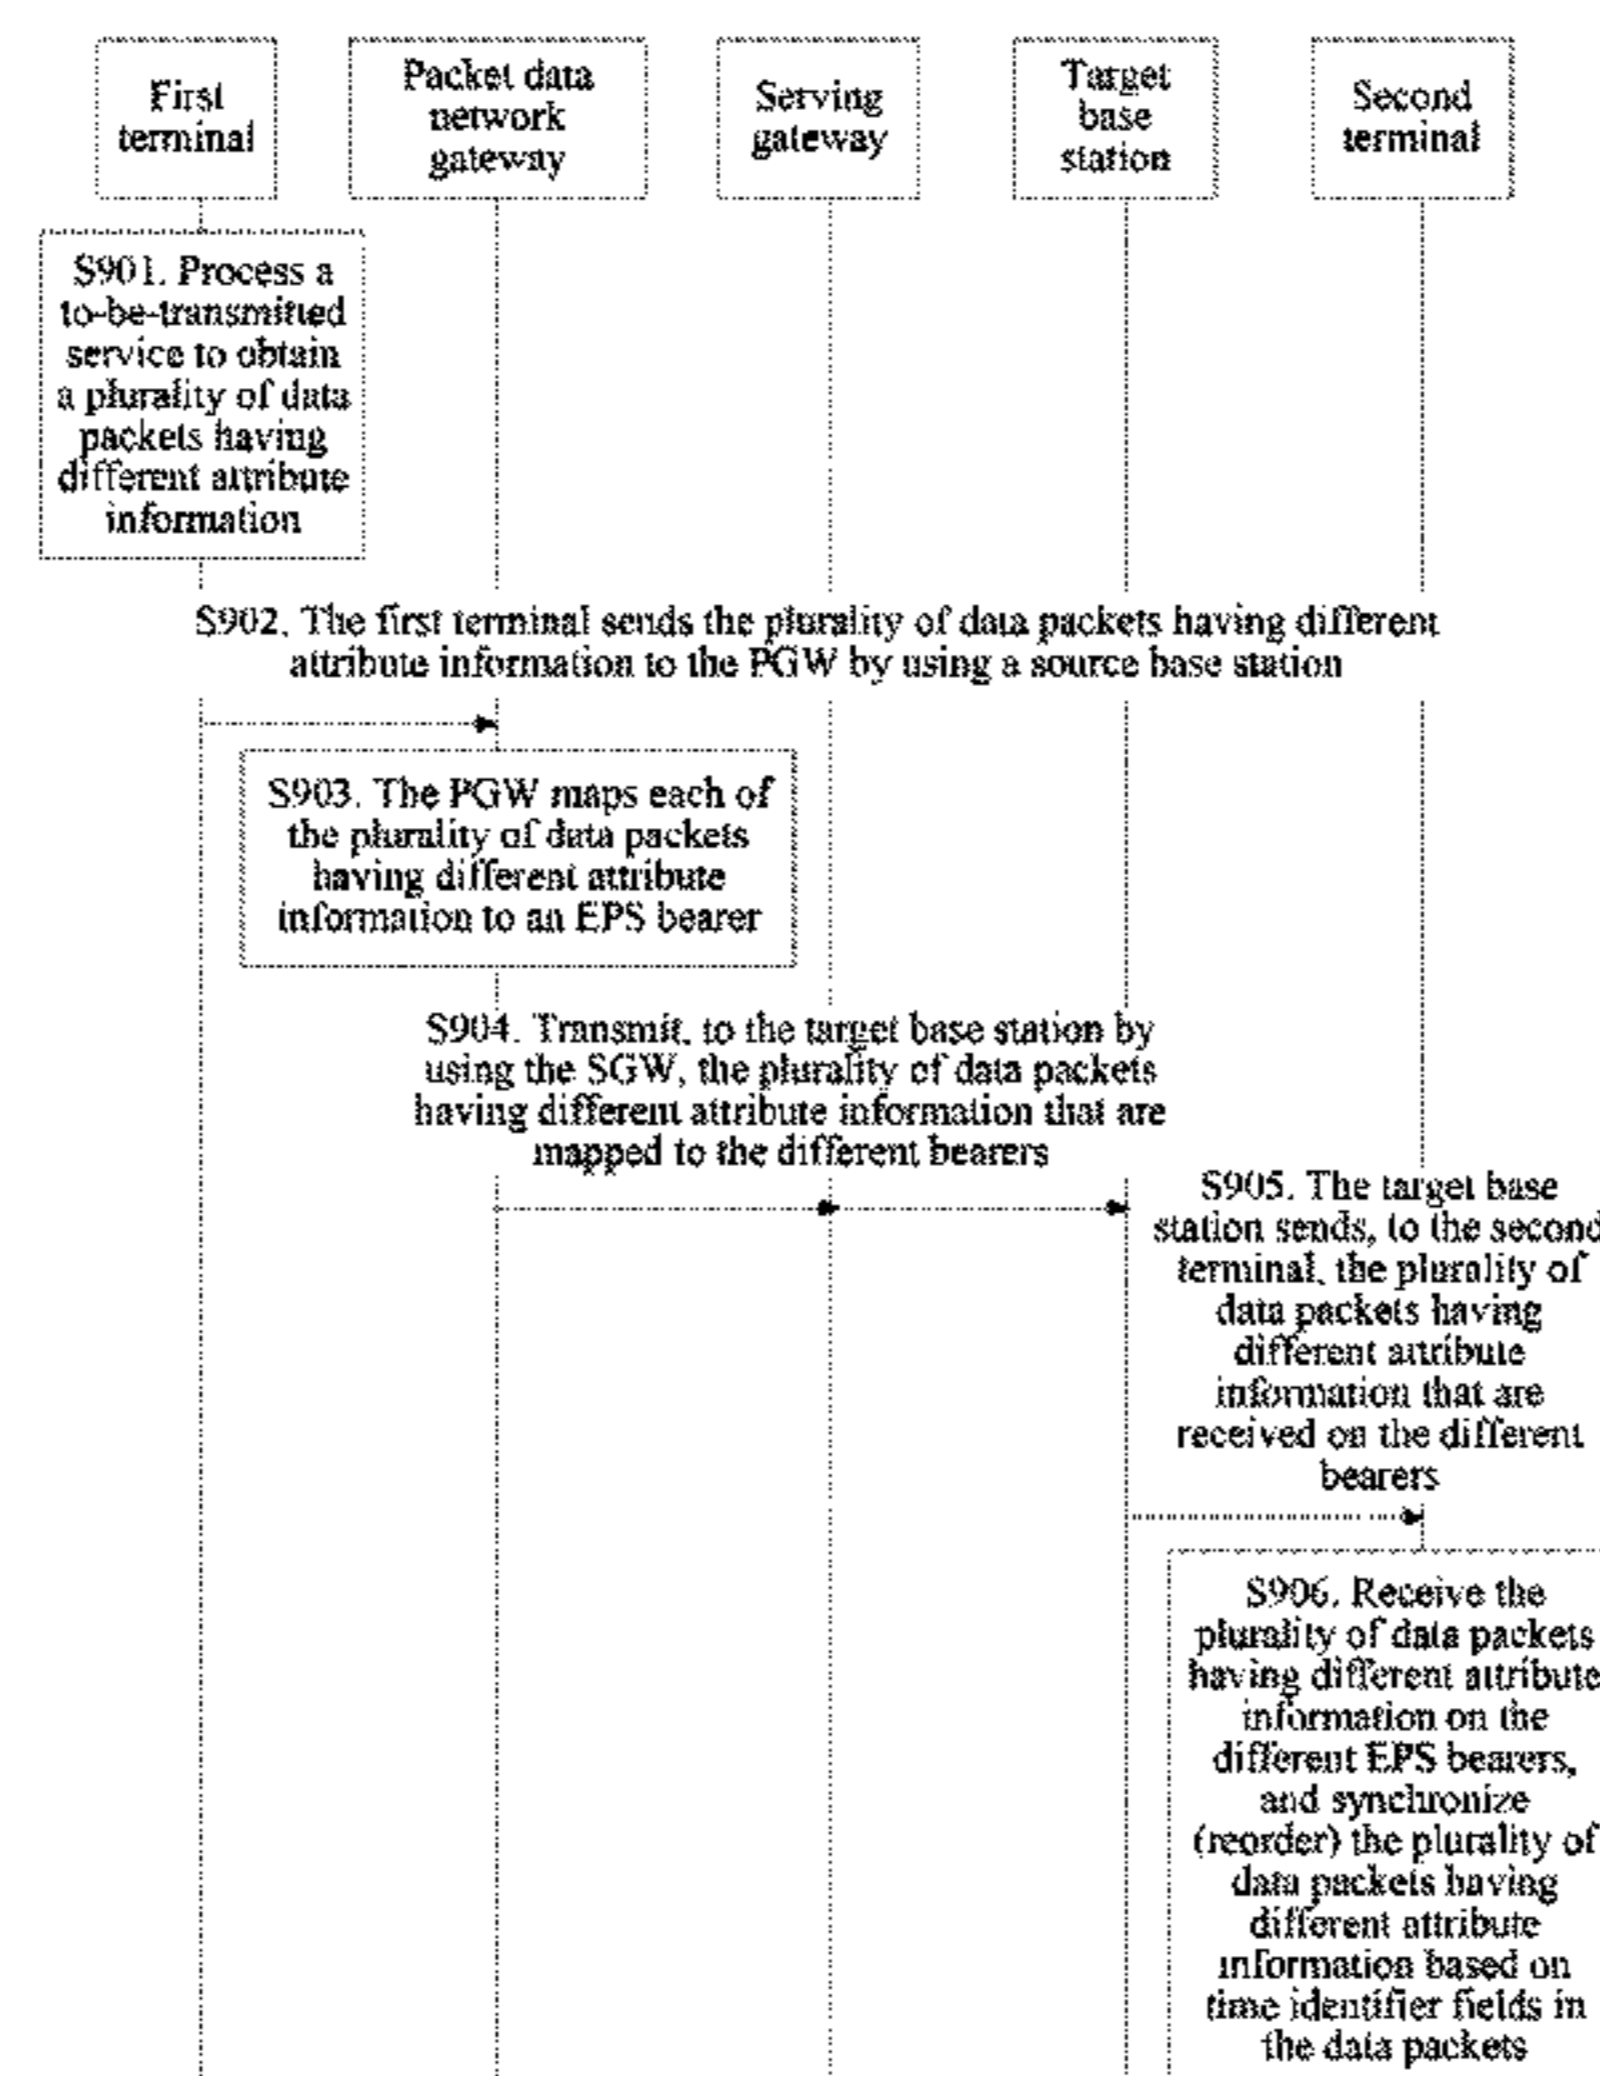 First
terminal
Packet data
network
gateway
Serving
gateway
Target
base
station
Second
terminal
S901. Process a
to-be-transmitted
service to obtain
a plurality of data
packets having
different attribute
information
S902. The first terminal sends the plurality of data packets having different
attribute information to the PGW by using a source base station
S903. The PGW maps each of
the plurality of data packets
having different attribute
information to an EPS bearer
S904. Transmit, to the target base station by
using the SGW, the plurality of data packets
having different attribute information that are
mapped to the different bearers
S905. The target base
station sends, to the second
terminal, the plurality of
data packets having
different attribute
information that are
received on the different
bearers
S906. Receive the
plurality of data packets
having different attribute
information on the
different EPS bearers,
and synchronize
(reorder) the plurality of
data packets having
different attribute
information based on
time identifier fields in
the data packets